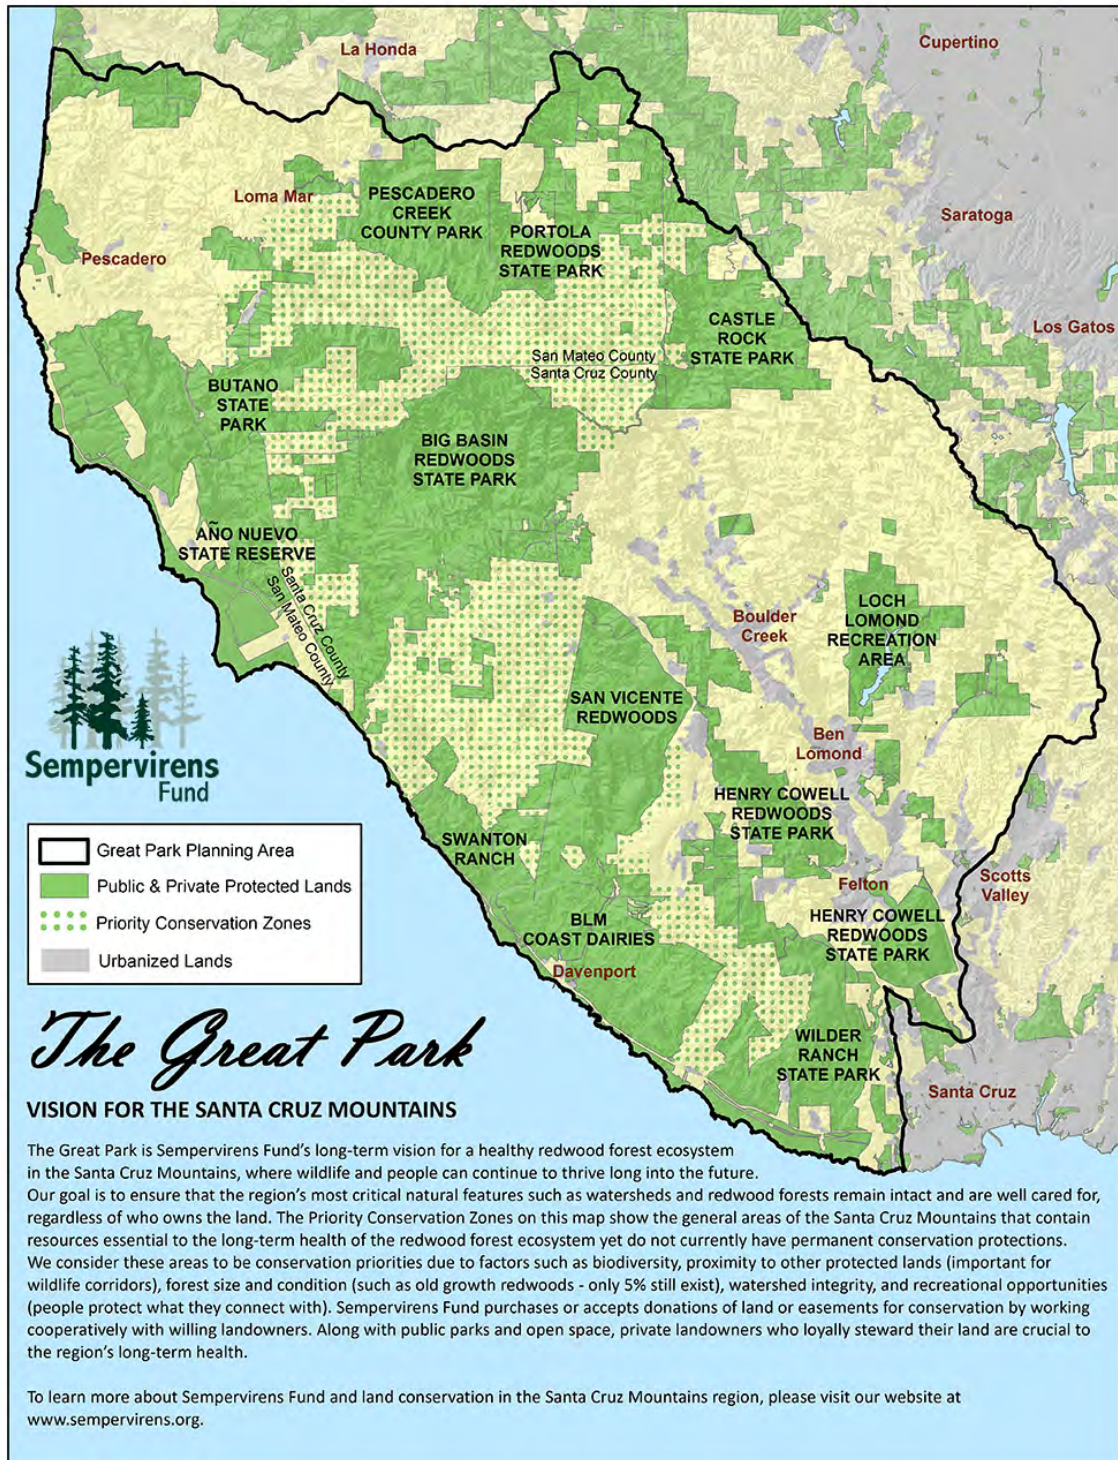 La Honda
Cupertino
Loma Mar
PESCADERO
CREEK
COUNTY PARK
PORTOLA
REDWOODS
STATE PARK
Saratoga
Pescadero
CASTLE
ROCK
STATE PARK
Los Gatos
San Mateo County
Santa Cruz County
BUTANO
STATE
PARK
BIG BASIN
REDWOODS
STATE PARK
AÑO NUEVO
STATE RESERVE
Santa Cruz County
San Mateo County
Boulder
Creek
LOCH
LOMOND
RECREATION
AREA
SAN VICENTE
REDWOODS
Ben
Lomond
Sempervirens
Fund
HENRY COWELL
REDWOODS
STATE PARK
SWANTON
RANCH
Great Park Planning Area
Public & Private Protected Lands
Priority Conservation Zones
Urbanized Lands
Felton
Scotts
Valley
HENRY COWELL
REDWOODS
STATE PARK
BLM
COAST DAIRIES
Davenport
WILDER
RANCH
STATE PARK
Santa Cruz
The Great Park
VISION FOR THE SANTA CRUZ MOUNTAINS
The Great Park is Sempervirens Fund's long-term vision for a healthy redwood forest ecosystem
in the Santa Cruz Mountains, where wildlife and people can continue to thrive long into the future.
Our goal is to ensure that the region's most critical natural features such as watersheds and redwood forests remain intact and are well cared for,
regardless of who owns the land. The Priority Conservation Zones on this map show the general areas of the Santa Cruz Mountains that contain
resources essential to the long-term health of the redwood forest ecosystem yet do not currently have permanent conservation protections.
We consider these areas to be conservation priorities due to factors such as biodiversity, proximity to other protected lands (important for
wildlife corridors), forest size and condition (such as old growth redwoods - only 5% still exist), watershed integrity, and recreational opportunities
(people protect what they connect with). Sempervirens Fund purchases or accepts donations of land or easements for conservation by working
cooperatively with willing landowners. Along with public parks and open space, private landowners who loyally steward their land are crucial to
the region's long-term health.
To learn more about Sempervirens Fund and land conservation in the Santa Cruz Mountains region, please visit our website at
www.sempervirens.org.